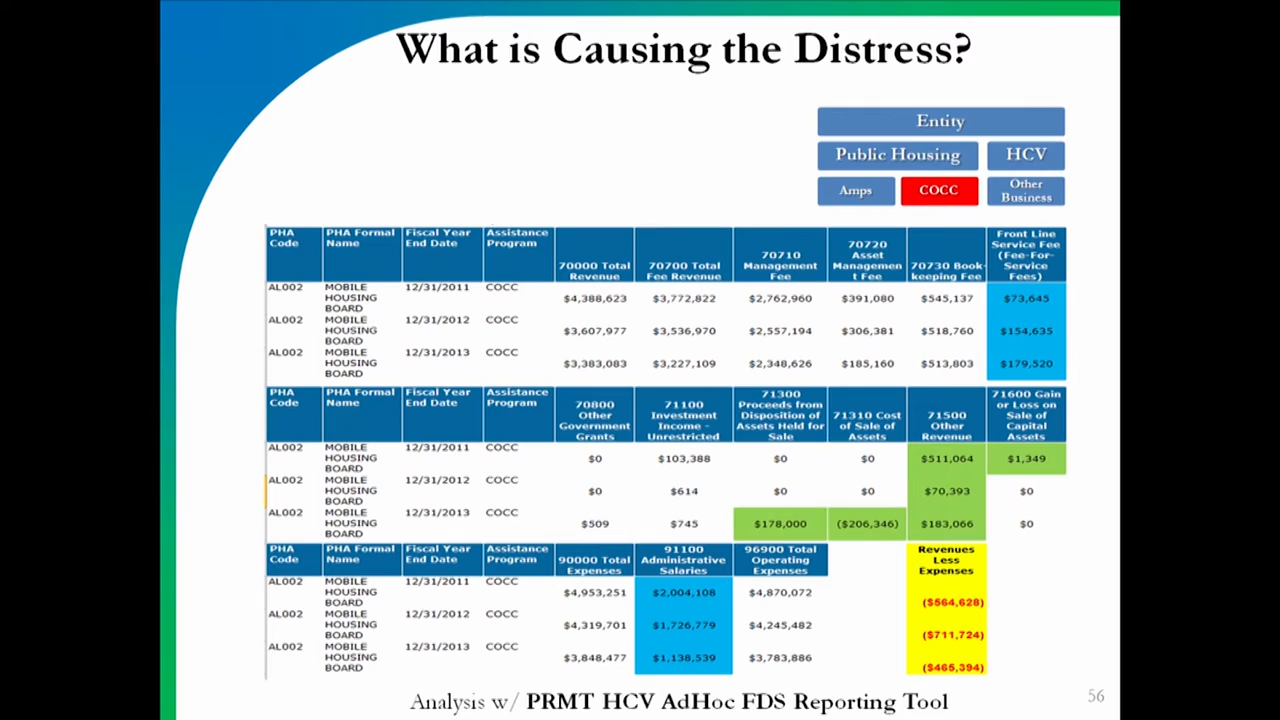 What is Causing the Distress?
Entity
Public Housing HCV
Amps COCC Other Business
PHA Code PHA Formal Name Fiscal Year End Date Assistance Program 70000 Total Revenue 70700 Total Fee Revenue 70710 Management Fee 70720 Asset Managemen t Fee 70730 Book-keeping Fee Front Line Service Fee (Fee-For-Service Fees)
AL002 MOBILE HOUSING BOARD 12/31/2011 COCC $4,388,623 $3,772,822 $2,762,960 $391,080 $545,137 $73,645
AL002 MOBILE HOUSING BOARD 12/31/2012 COCC $3,607,977 $3,536,970 $2,557,194 $306,381 $518,760 $154,635
AL002 MOBILE HOUSING BOARD 12/31/2013 COCC $3,383,083 $3,227,109 $2,348,626 $185,160 $513,803 $179,520
PHA Code PHA Formal Name Fiscal Year End Date Assistance Program 70800 Other Government Grants 71100 Investment Income - Unrestricted 71300 Proceeds from Disposition of Assets Held for Sale 71310 Cost of Sale of Assets 71500 Other Revenue 71600 Gain or Loss on Sale of Capital Assets
AL002 MOBILE HOUSING BOARD 12/31/2011 COCC $0 $103,388 $0 $0 $511,064 $1,349
AL002 MOBILE HOUSING BOARD 12/31/2012 COCC $0 $614 $0 $0 $70,393 $0
AL002 MOBILE HOUSING BOARD 12/31/2013 COCC $509 $745 $178,000 ($206,346) $183,066 $0
PHA Code PHA Formal Name Fiscal Year End Date Assistance Program 90000 Total Expenses 91100 Administrative Salaries 96900 Total Operating Expenses Revenues Less Expenses
AL002 MOBILE HOUSING BOARD 12/31/2011 COCC $4,953,251 $2,004,108 $4,870,072 ($564,628)
AL002 MOBILE HOUSING BOARD 12/31/2012 COCC $4,319,701 $1,726,779 $4,245,482 ($711,724)
AL002 MOBILE HOUSING BOARD 12/31/2013 COCC $3,848,477 $1,138,539 $3,783,886 ($465,394)
Analysis w/ PRMT HCV AdHoc FDS Reporting Tool
56